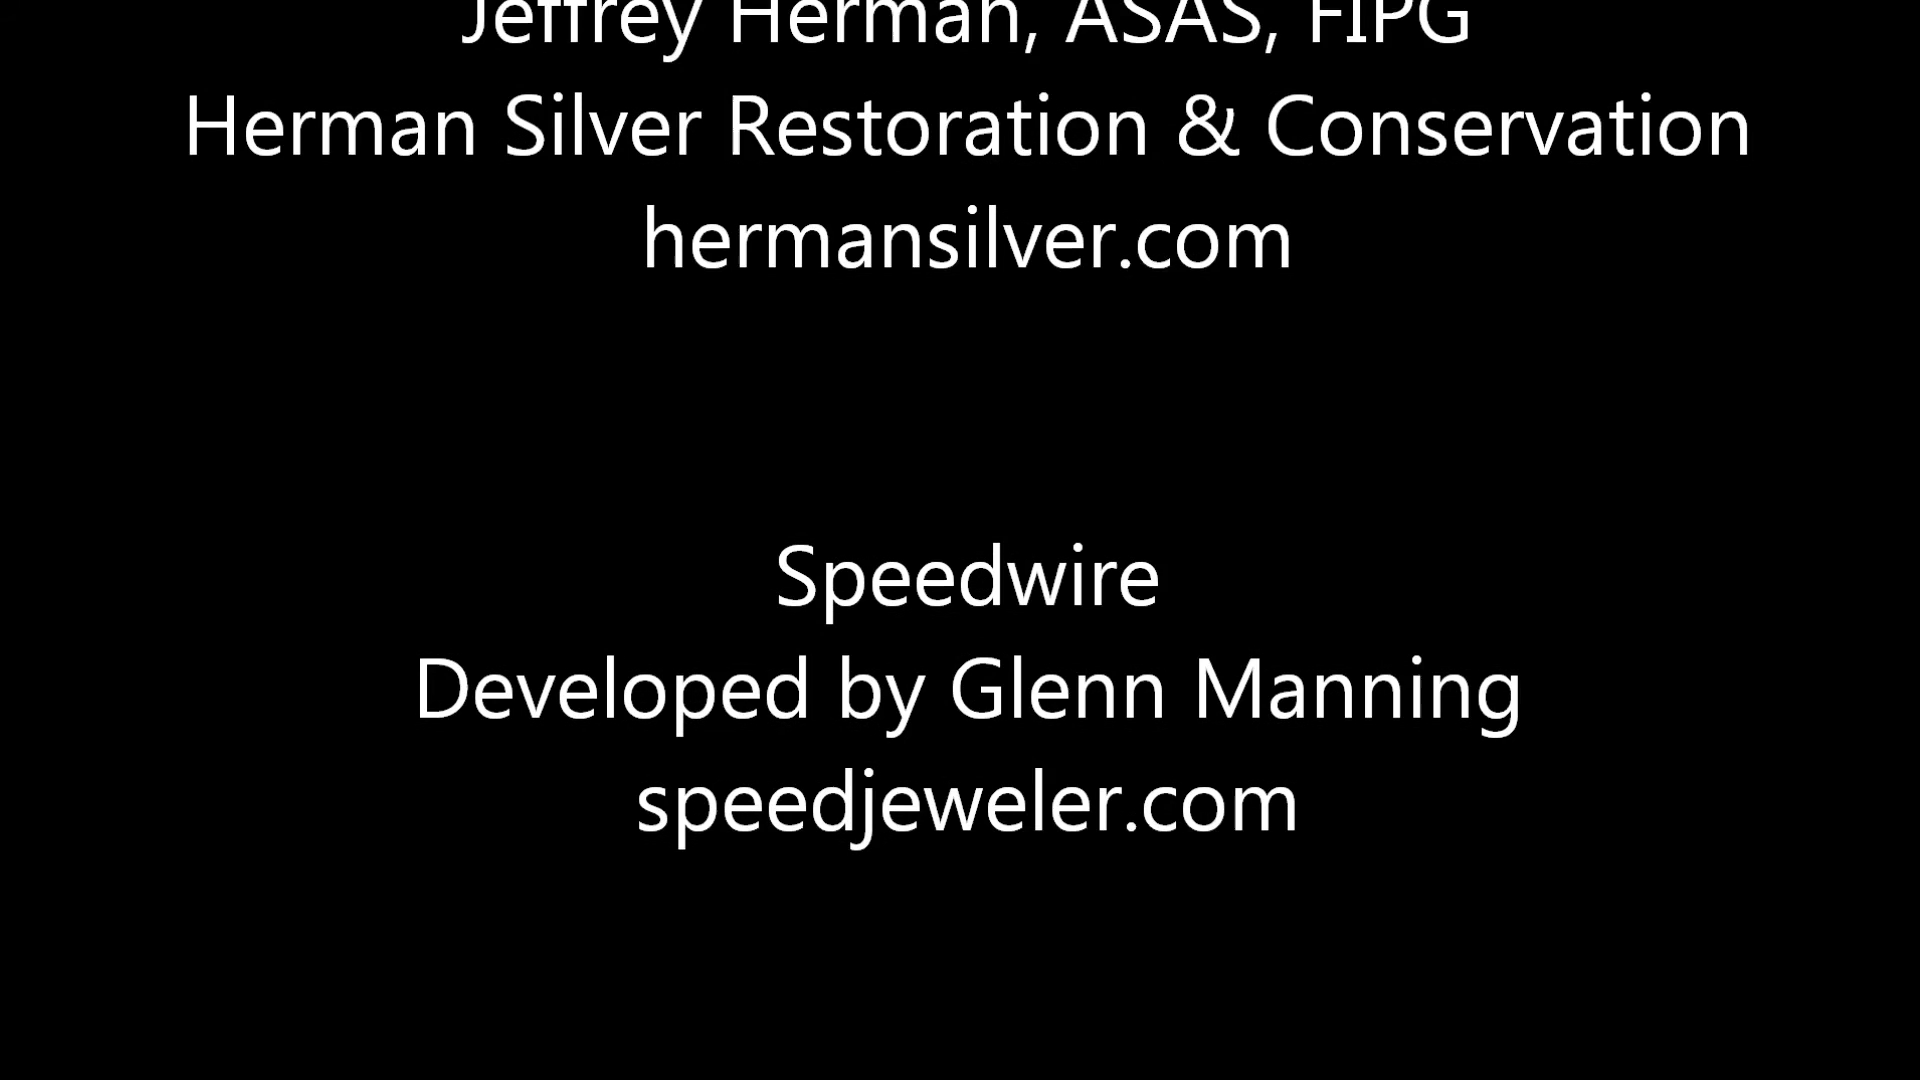 Jeffrey Herman, ASAS, FIPG
Herman Silver Restoration & Conservation
hermansilver.com
Speedwire
Developed by Glenn Manning
speedjeweler.com